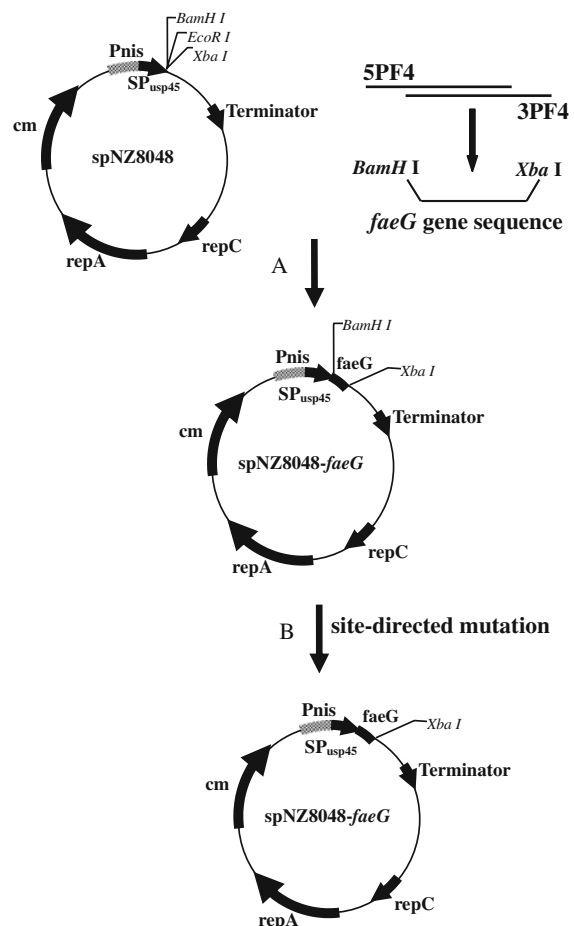 BamH I
EcoR I
Xba I
Pnis
SPusp45
Terminator
cm
spNZ8048
repA
repC
5PF4
3PF4
BamH I
Xba I
faeG gene sequence
A
BamH I
Pnis
faeG
Xba I
SPusp45
Terminator
cm
spNZ8048-faeG
repA
repC
B
site-directed mutation
Pnis
faeG
Xba I
SPusp45
Terminator
cm
spNZ8048-faeG
repA
repC